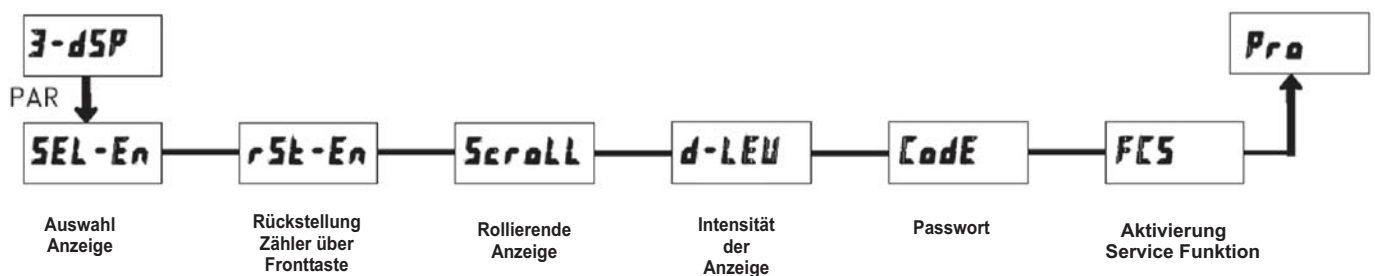 3-dSP
Pro
PAR
SEL-En
rSt-En
ScroLL
d-LEV
CodE
FCS
Auswahl
Anzeige
Rückstellung
Zähler über
Fronttaste
Rollierende
Anzeige
Intensität
der
Anzeige
Passwort
Aktivierung
Service Funktion